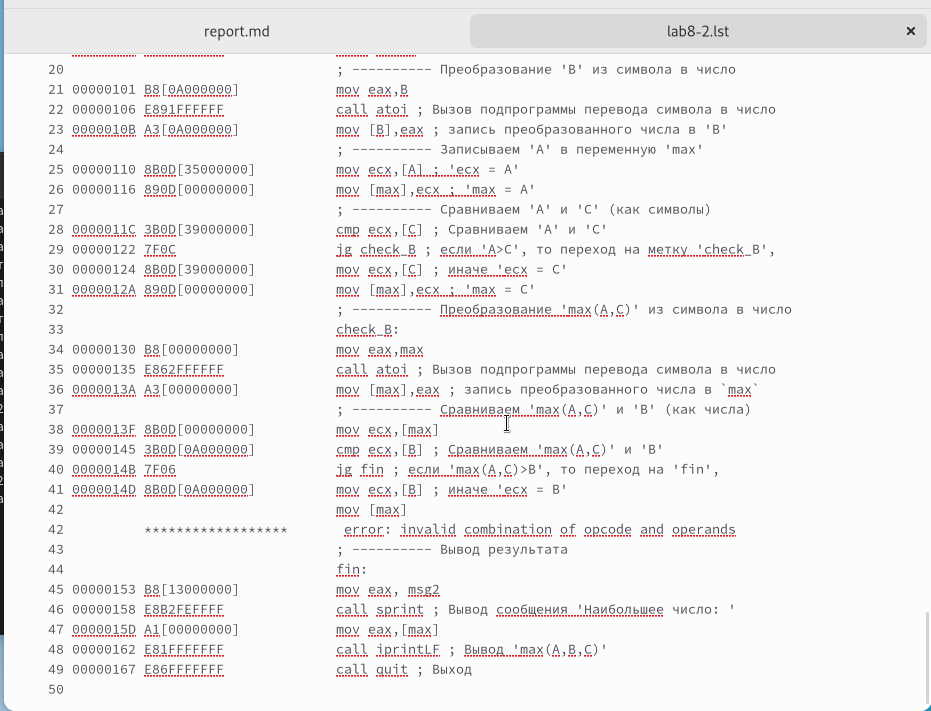 report.md
lab8-2.lst
20 ; ---------- Преобразование 'B' из символа в число
21 00000101 B8[0A000000] mov eax,B
22 00000106 E891FFFFFF call atoi ; Вызов подпрограммы перевода символа в число
23 0000010B A3[0A000000] mov [B],eax ; запись преобразованного числа в 'B'
24 ; ---------- Записываем 'A' в переменную 'max'
25 00000110 8B0D[35000000] mov ecx,[A] ; 'ecx = A'
26 00000116 890D[00000000] mov [max],ecx ; 'max = A'
27 ; ---------- Сравниваем 'A' и 'С' (как символы)
28 0000011C 3B0D[39000000] cmp ecx,[C] ; Сравниваем 'A' и 'С'
29 00000122 7F0C jg check_B ; если 'A>C', то переход на метку 'check_B',
30 00000124 8B0D[39000000] mov ecx,[C] ; иначе 'ecx = C'
31 0000012A 890D[00000000] mov [max],ecx ; 'max = C'
32 ; ---------- Преобразование 'max(A,C)' из символа в число
33 check_B:
34 00000130 B8[00000000] mov eax,max
35 00000135 E862FFFFFF call atoi ; Вызов подпрограммы перевода символа в число
36 0000013A A3[00000000] mov [max],eax ; запись преобразованного числа в `max`
37 ; ---------- Сравниваем 'max(A,C)' и 'B' (как числа)
38 0000013F 8B0D[00000000] mov ecx,[max]
39 00000145 3B0D[0A000000] cmp ecx,[B] ; Сравниваем 'max(A,C)' и 'B'
40 0000014B 7F06 jg fin ; если 'max(A,C)>B', то переход на 'fin',
41 0000014D 8B0D[0A000000] mov ecx,[B] ; иначе 'ecx = B'
42 mov [max]
42 ****************** error: invalid combination of opcode and operands
43 ; ---------- Вывод результата
44 fin:
45 00000153 B8[13000000] mov eax, msg2
46 00000158 E8B2FEFFFF call sprint ; Вывод сообщения 'Наибольшее число: '
47 0000015D A1[00000000] mov eax,[max]
48 00000162 E81FFFFFFF call iprintLF ; Вывод 'max(A,B,C)'
49 00000167 E86FFFFFFF call quit ; Выход
50